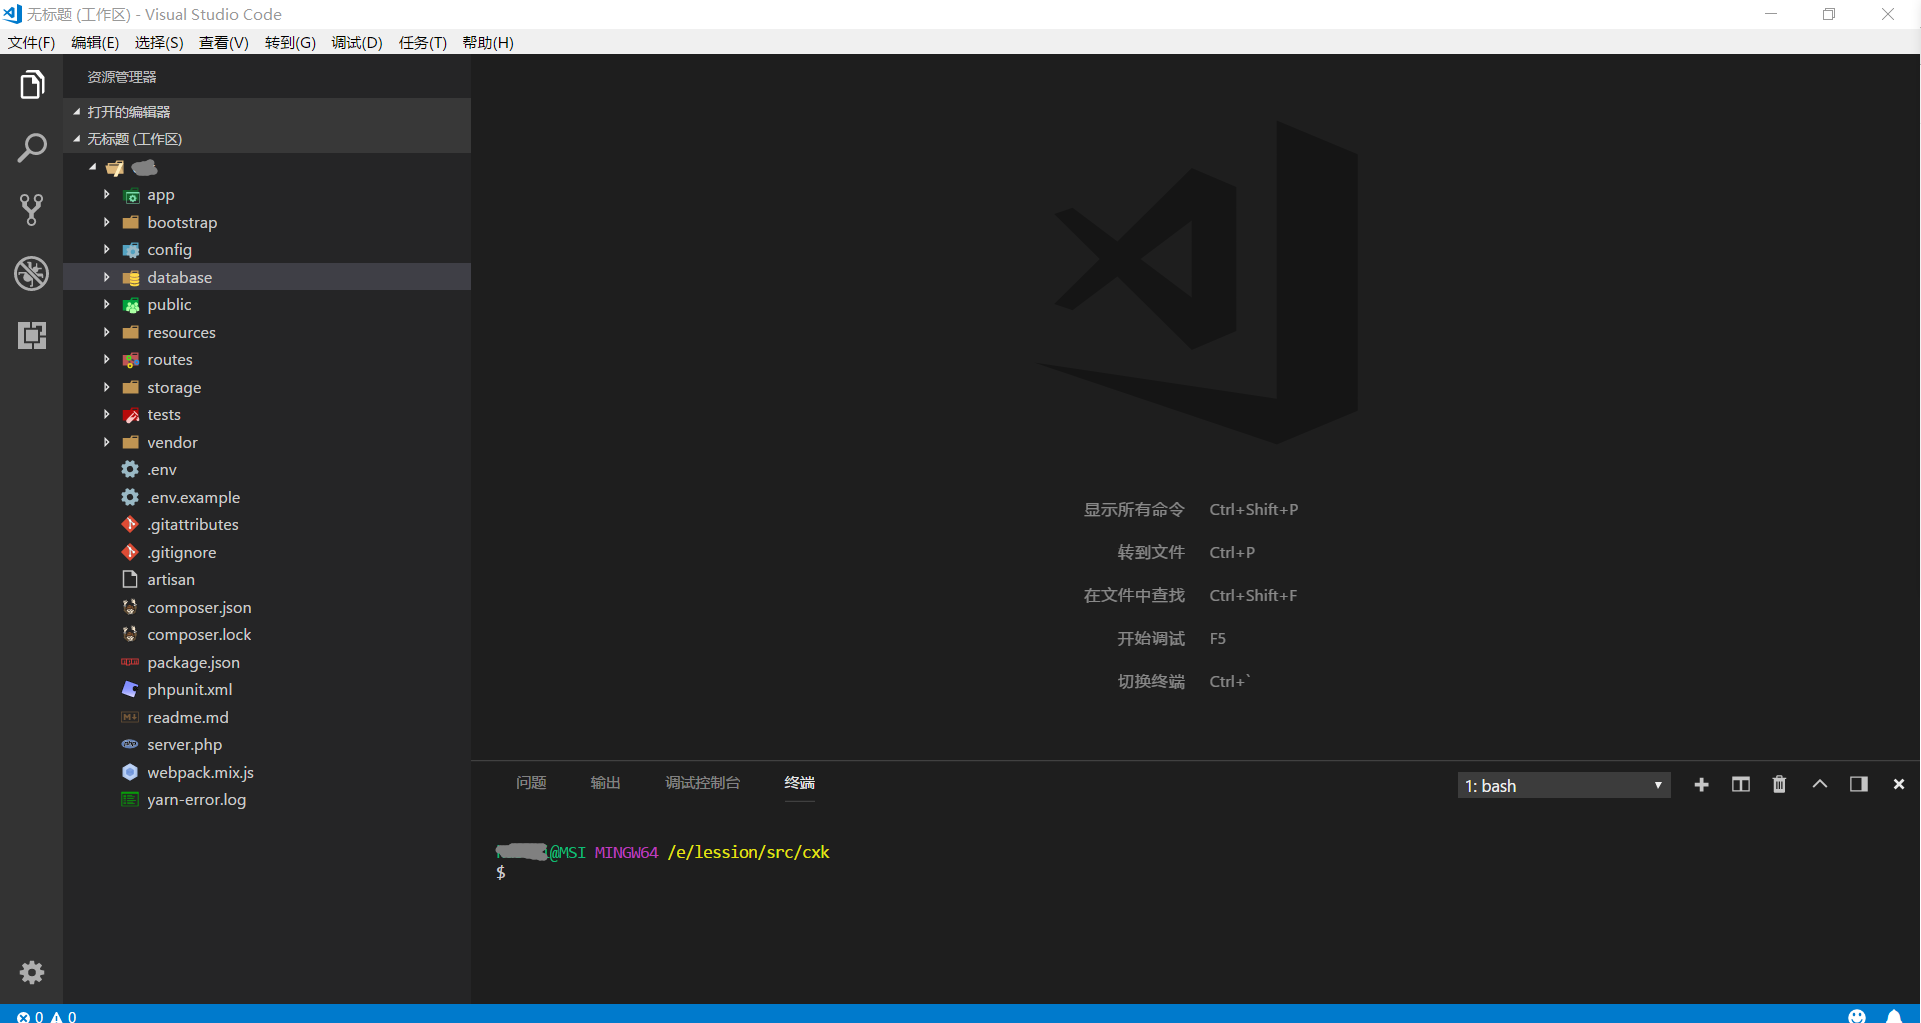 无标题 (工作区) - Visual Studio Code
文件(F) 编辑(E) 选择(S) 查看(V) 转到(G) 调试(D) 任务(T) 帮助(H)
资源管理器
打开的编辑器
无标题 (工作区)
app
bootstrap
config
database
public
resources
routes
storage
tests
vendor
.env
.env.example
.gitattributes
.gitignore
artisan
composer.json
composer.lock
package.json
phpunit.xml
readme.md
server.php
webpack.mix.js
yarn-error.log
显示所有命令 Ctrl+Shift+P
转到文件 Ctrl+P
在文件中查找 Ctrl+Shift+F
开始调试 F5
切换终端 Ctrl+`
问题 输出 调试控制台 终端 1: bash
@MSI MINGW64 /e/lession/src/cxk
$
0 0